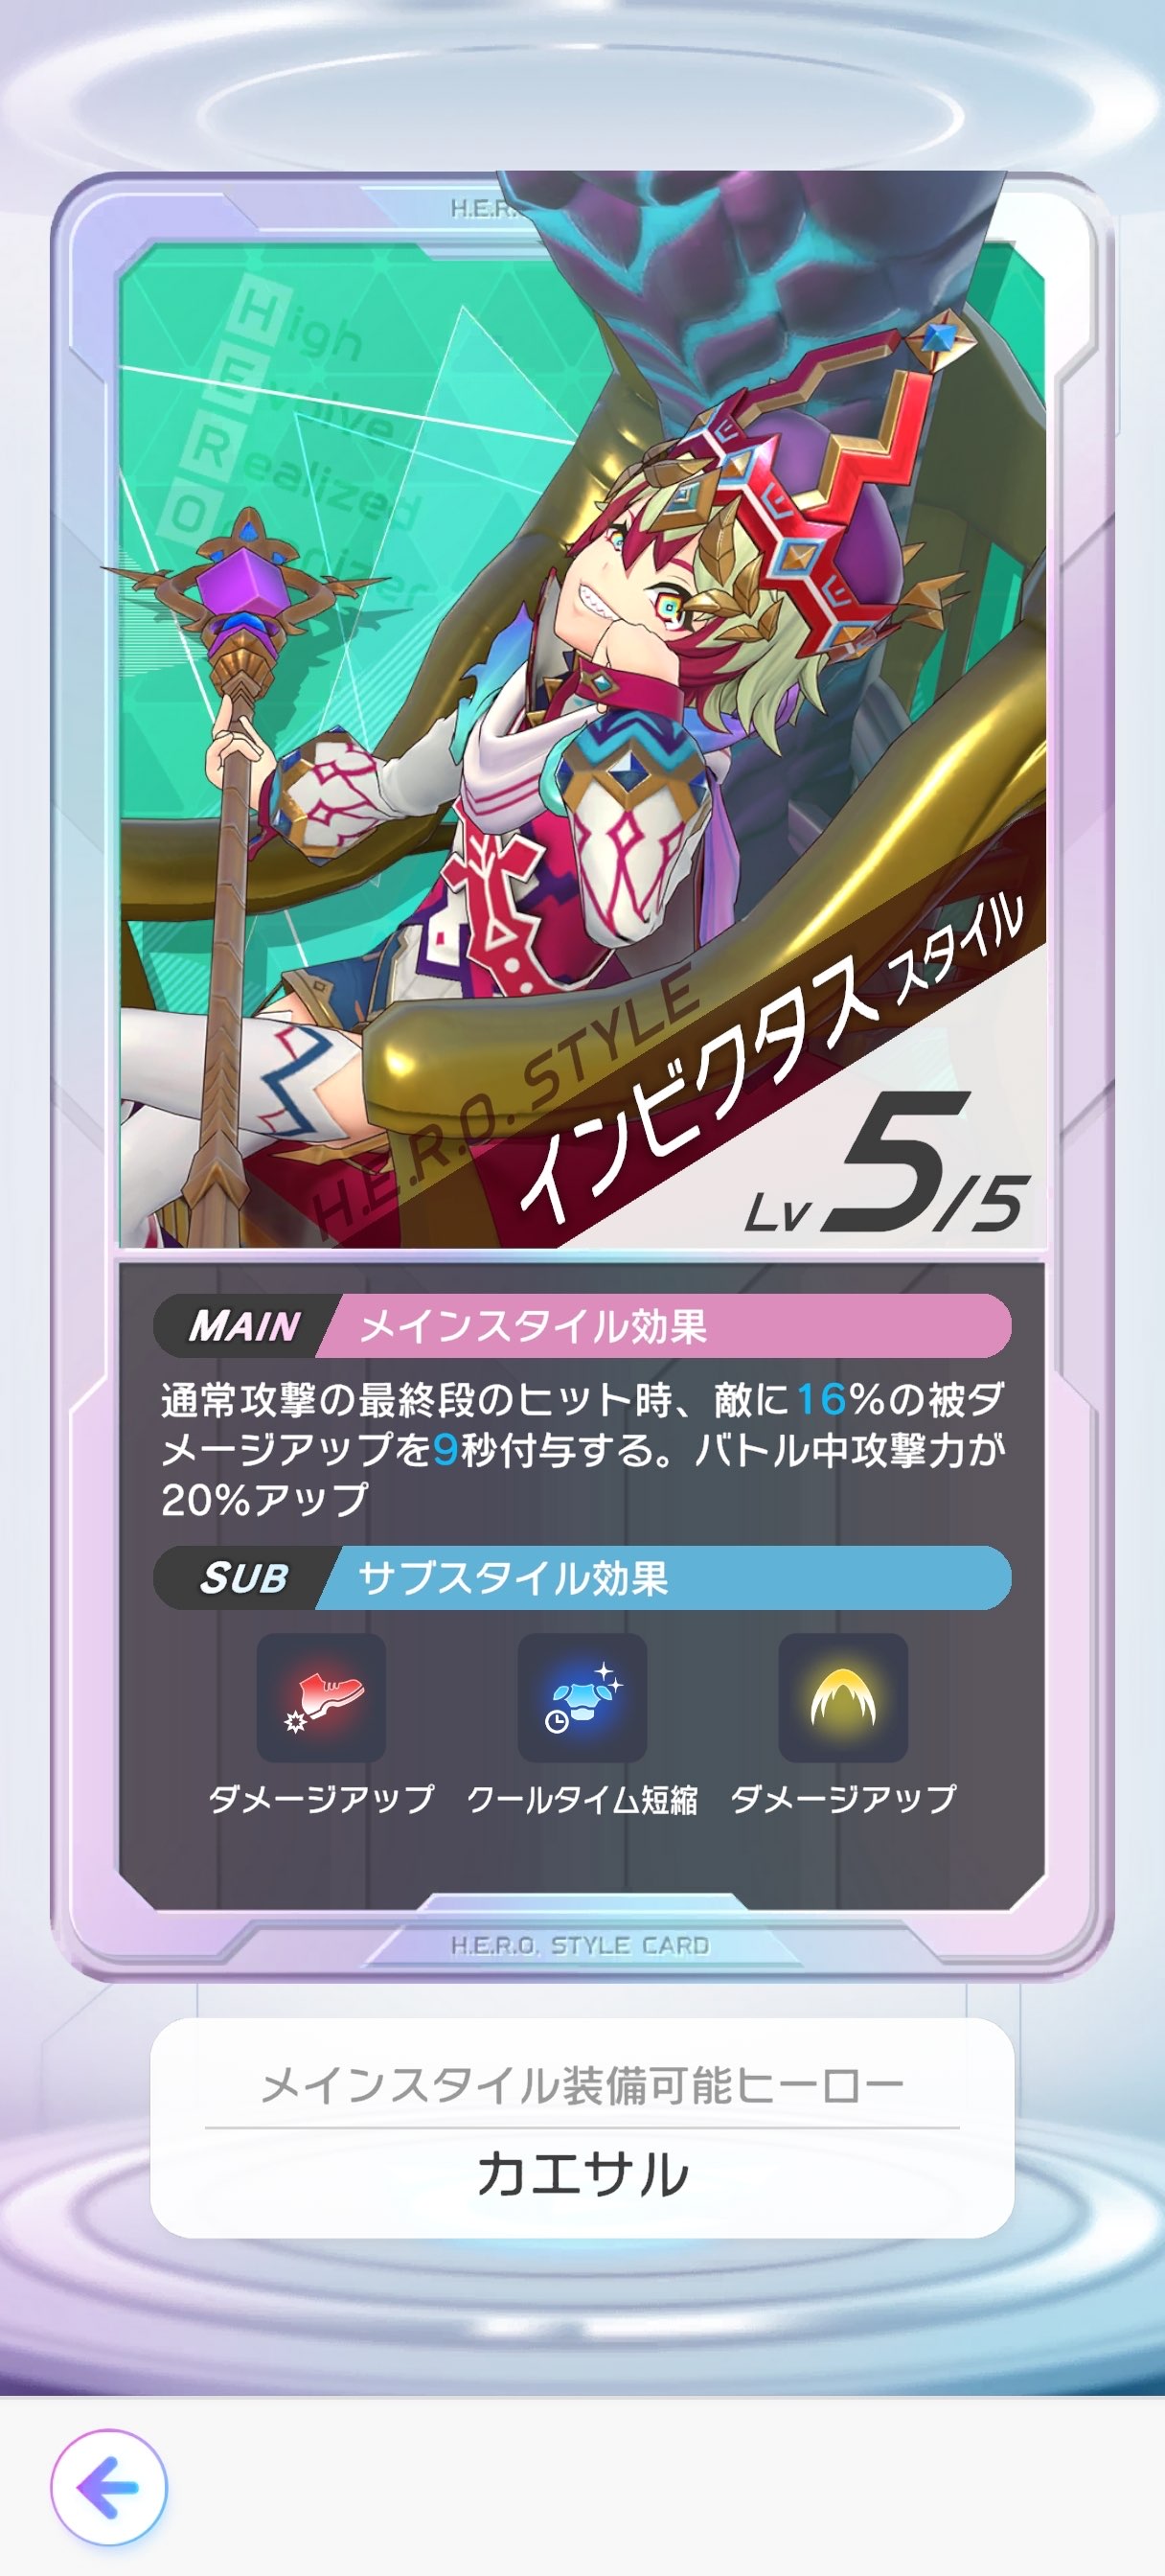 H.E.R.
High
Evolve
Realized
O
nizer
インビクタス スタイル
H.E.R.O. STYLE
Lv 5/5
MAIN メインスタイル効果
通常攻撃の最終段のヒット時、敵に16%の被ダ
メージアップを9秒付与する。バトル中攻撃力が
20%アップ
SUB サブスタイル効果
ダメージアップ クールタイム短縮 ダメージアップ
H.E.R.O. STYLE CARD
メインスタイル装備可能ヒーロー
カエサル